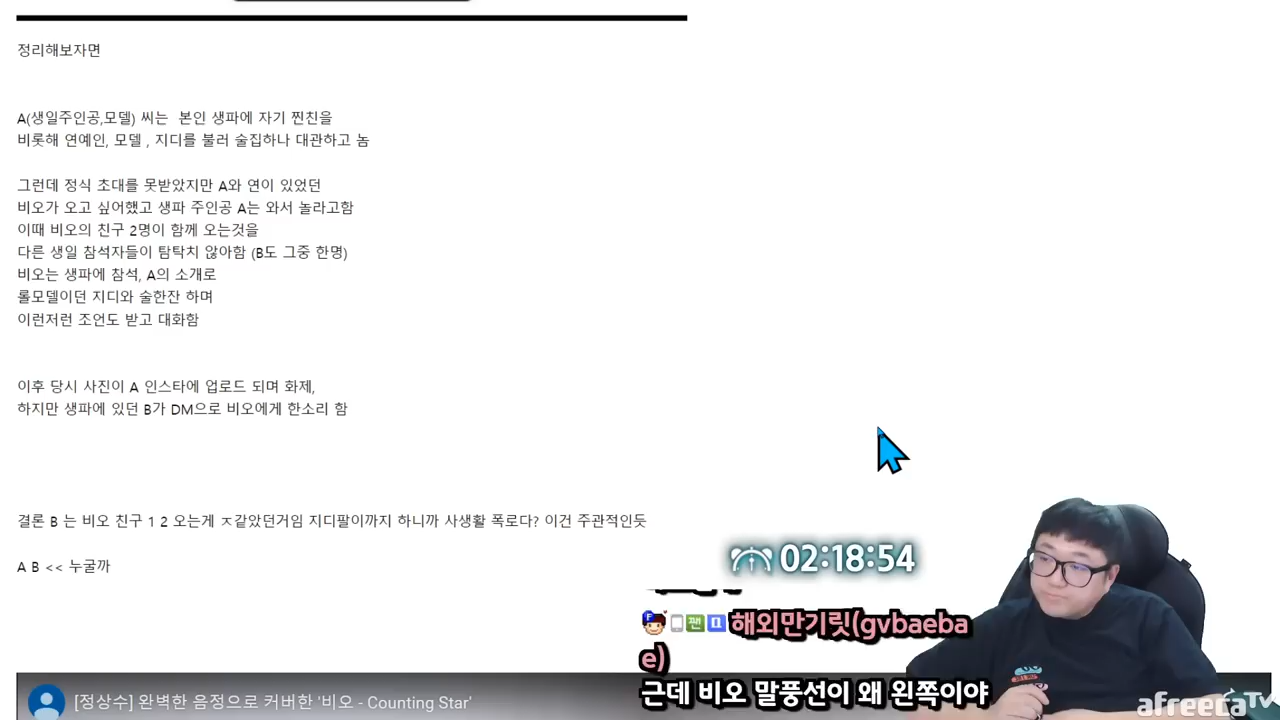 정리해보자면
A(생일주인공,모델) 씨는  본인 생파에 자기 찐친을
비롯해 연예인, 모델 , 지디를 불러 술집하나 대관하고 놈
그런데 정식 초대를 못받았지만 A와 연이 있었던
비오가 오고 싶어했고 생파 주인공 A는 와서 놀라고함
이때 비오의 친구 2명이 함께 오는것을
다른 생일 참석자들이 탐탁치 않아함 (B도 그중 한명)
비오는 생파에 참석, A의 소개로
롤모델이던 지디와 술한잔 하며
이런저런 조언도 받고 대화함
이후 당시 사진이 A 인스타에 업로드 되며 화제,
하지만 생파에 있던 B가 DM으로 비오에게 한소리 함
결론 B 는 비오 친구 1 2 오는게 ㅈ같았던거임 지디팔이까지 하니까 사생활 폭로다? 이건 주관적인듯
A B << 누굴까
02:18:54
팬
해외만기릿(gvbaeba
e)
근데 비오 말풍선이 왜 왼쪽이야
[정상수] 완벽한 음정으로 커버한 '비오 - Counting Star'
afreecaTV